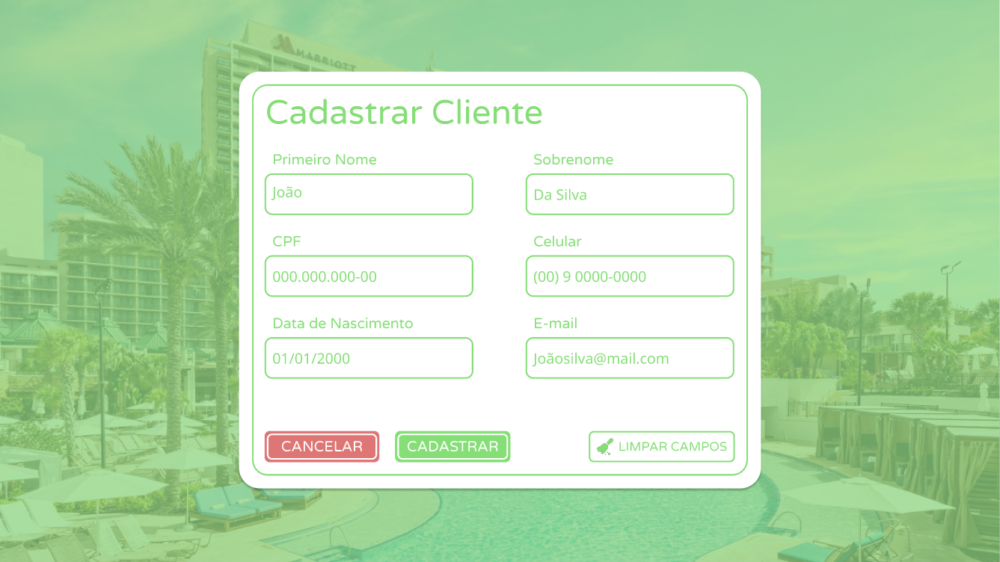 MARRIOTT
Cadastrar Cliente
Primeiro Nome
Sobrenome
João
Da Silva
CPF
Celular
000.000.000-00
(00) 9 0000-0000
Data de Nascimento
E-mail
01/01/2000
Joãosilva@mail.com
CANCELAR
CADASTRAR
LIMPAR CAMPOS